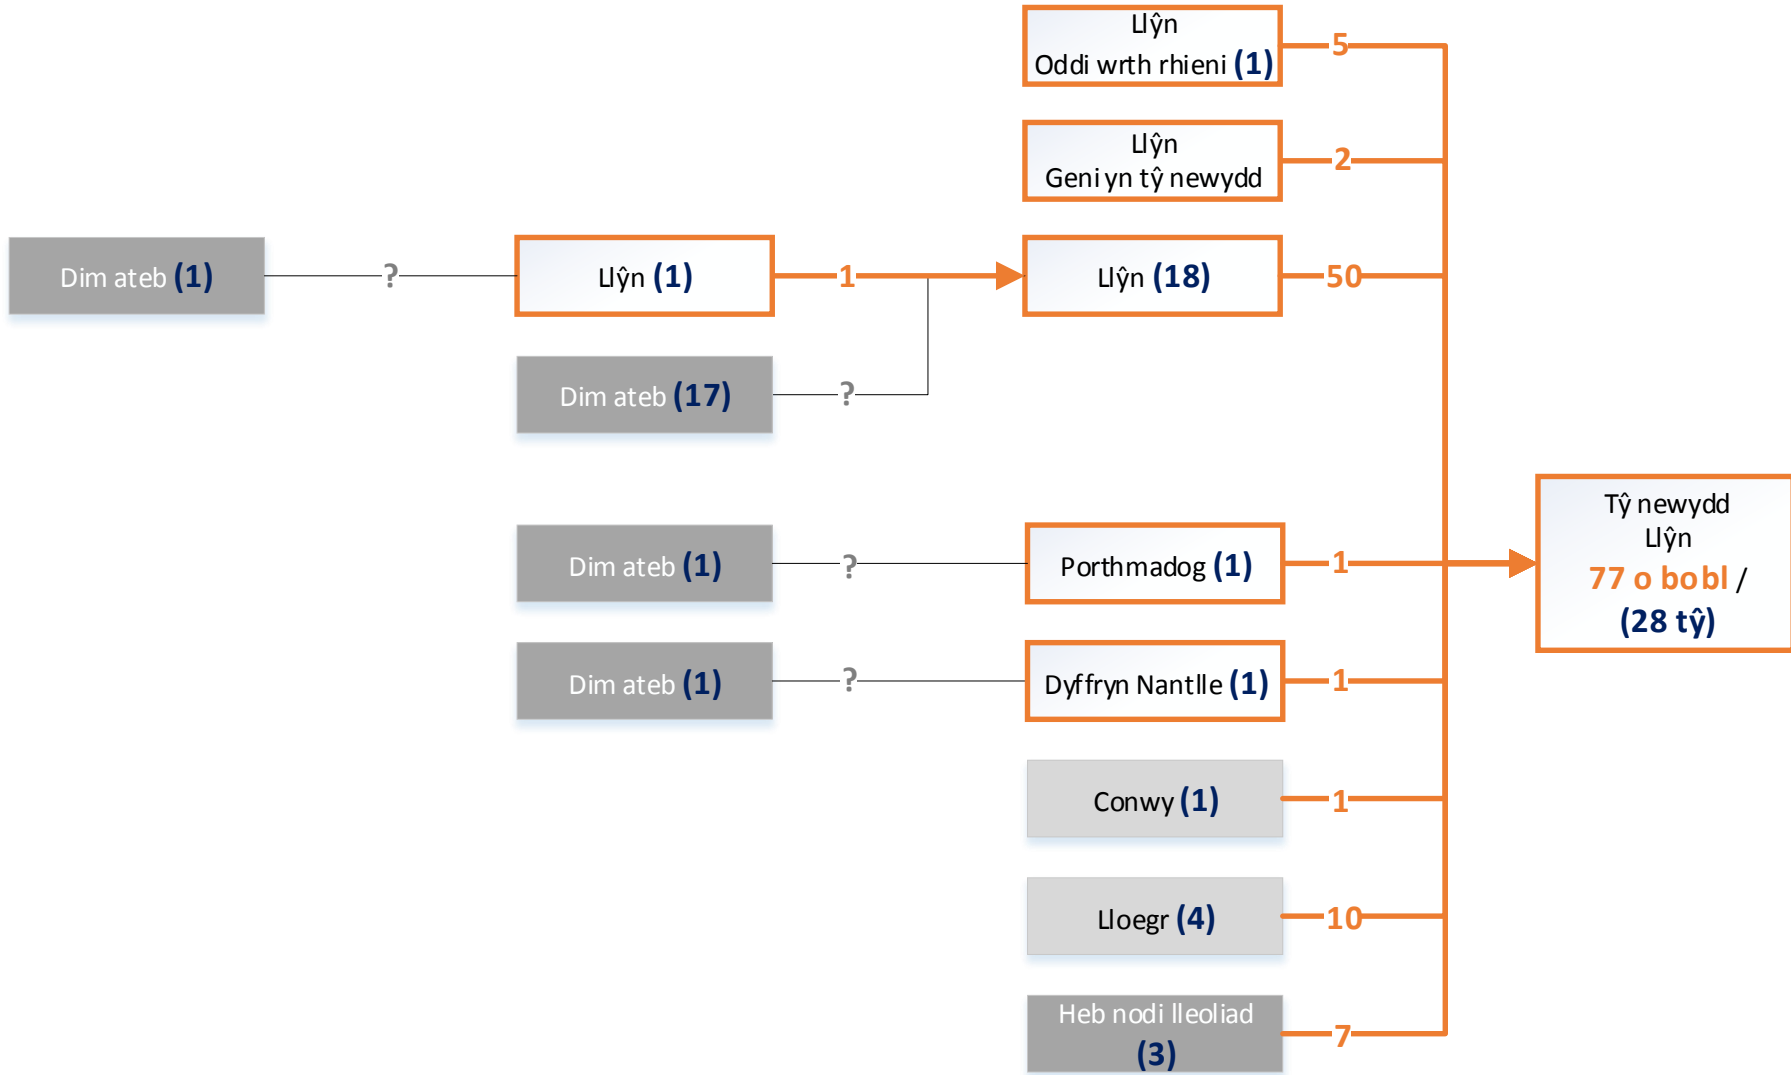 Llŷn
Oddi wrth rhieni (1)
5
Llŷn
Geni yn tŷ newydd
2
Dim ateb (1)
?
Llŷn (1)
1
Llŷn (18)
50
Dim ateb (17)
?
Dim ateb (1)
?
Porthmadog (1)
1
Tŷ newydd
Llŷn
77 o bobl /
(28 tŷ)
Dim ateb (1)
?
Dyffryn Nantlle (1)
1
Conwy (1)
1
Lloegr (4)
10
Heb nodi lleoliad
(3)
7